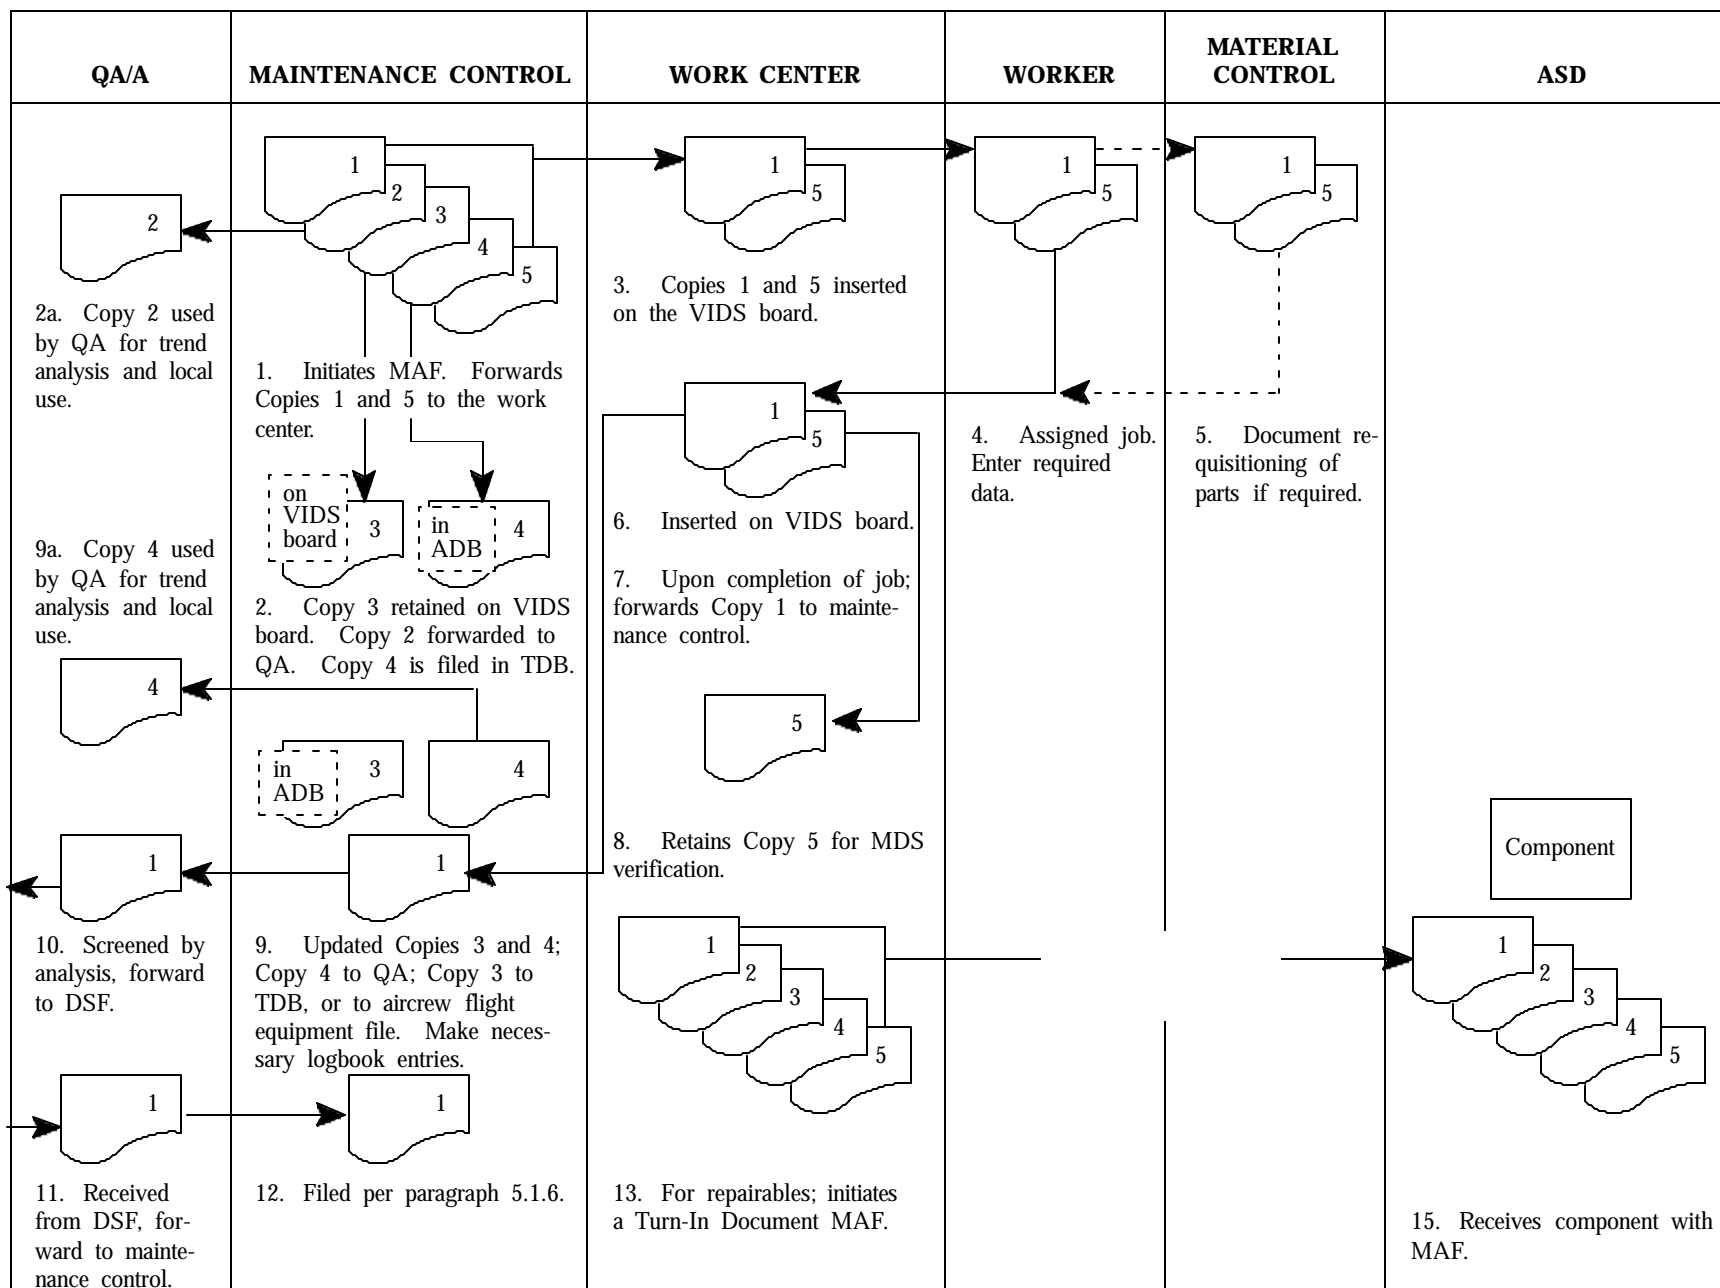 QA/A
MAINTENANCE CONTROL
WORK CENTER
WORKER
MATERIAL
CONTROL
ASD
2
2a. Copy 2 used
by QA for trend
analysis and local
use.
9a. Copy 4 used
by QA for trend
analysis and local
use.
4
1
10. Screened by
analysis, forward
to DSF.
1
11. Received
from DSF, for-
ward to mainte-
nance control.
1
2
3
4
5
1. Initiates MAF. Forwards
Copies 1 and 5 to the work
center.
on
VIDS
board
3
in
ADB
4
2. Copy 3 retained on VIDS
board. Copy 2 forwarded to
QA. Copy 4 is filed in TDB.
in
ADB
3
4
1
9. Updated Copies 3 and 4;
Copy 4 to QA; Copy 3 to
TDB, or to aircrew flight
equipment file. Make neces-
sary logbook entries.
1
12. Filed per paragraph 5.1.6.
1
5
3. Copies 1 and 5 inserted
on the VIDS board.
1
5
6. Inserted on VIDS board.
7. Upon completion of job;
forwards Copy 1 to mainte-
nance control.
5
8. Retains Copy 5 for MDS
verification.
1
2
3
4
5
13. For repairables; initiates
a Turn-In Document MAF.
1
5
4. Assigned job.
Enter required
data.
1
5
5. Document re-
quisitioning of
parts if required.
Component
1
2
3
4
5
15. Receives component with
MAF.